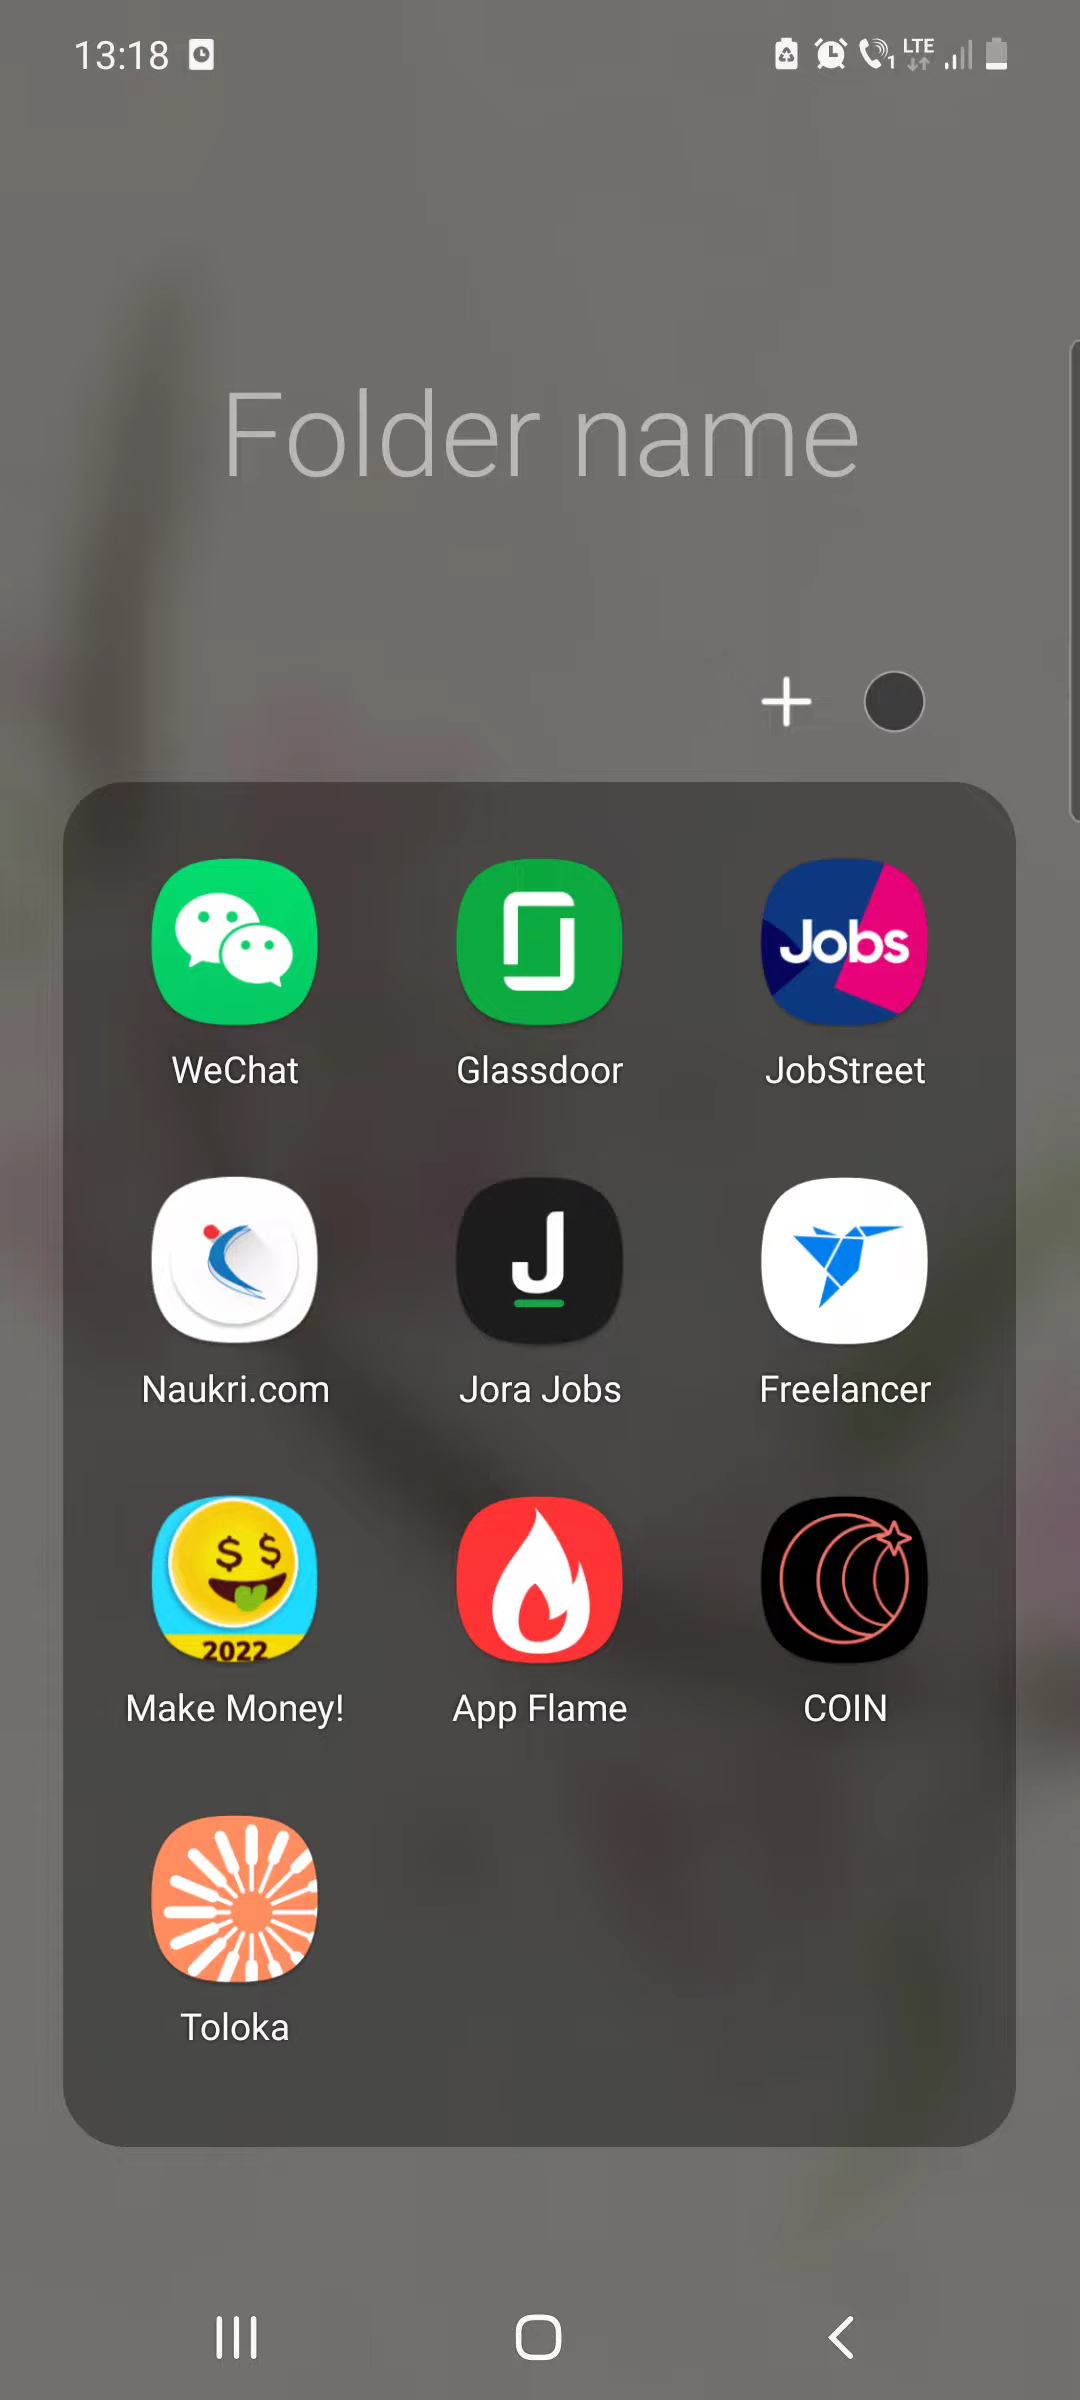 13:18
LTE
1
Folder name
Jobs
WeChat
Glassdoor
JobStreet
J
Naukri.com
Jora Jobs
Freelancer
$ $
2022
Make Money!
App Flame
COIN
Toloka